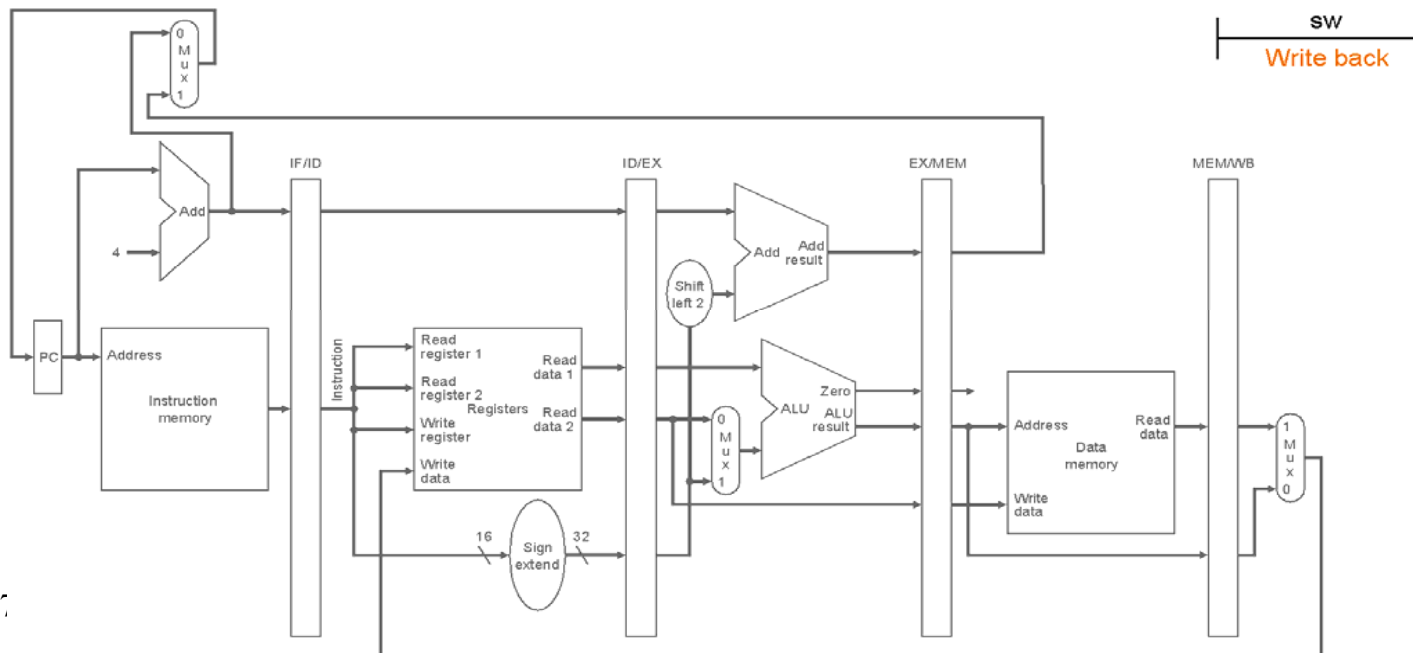 sw
Write back
0
M
u
x
1
IF/ID
ID/EX
EX/MEM
MEM/WB
Add
4
Add
Add
result
Shift
left 2
PC
Address
Instruction
memory
Instruction
Read
register 1
Read
register 2
Write
register
Write
data
Registers
Read
data 1
Read
data 2
0
M
u
x
1
ALU
Zero
ALU
result
Address
Write
data
Data
memory
Read
data
1
M
u
x
0
16
Sign
extend
32